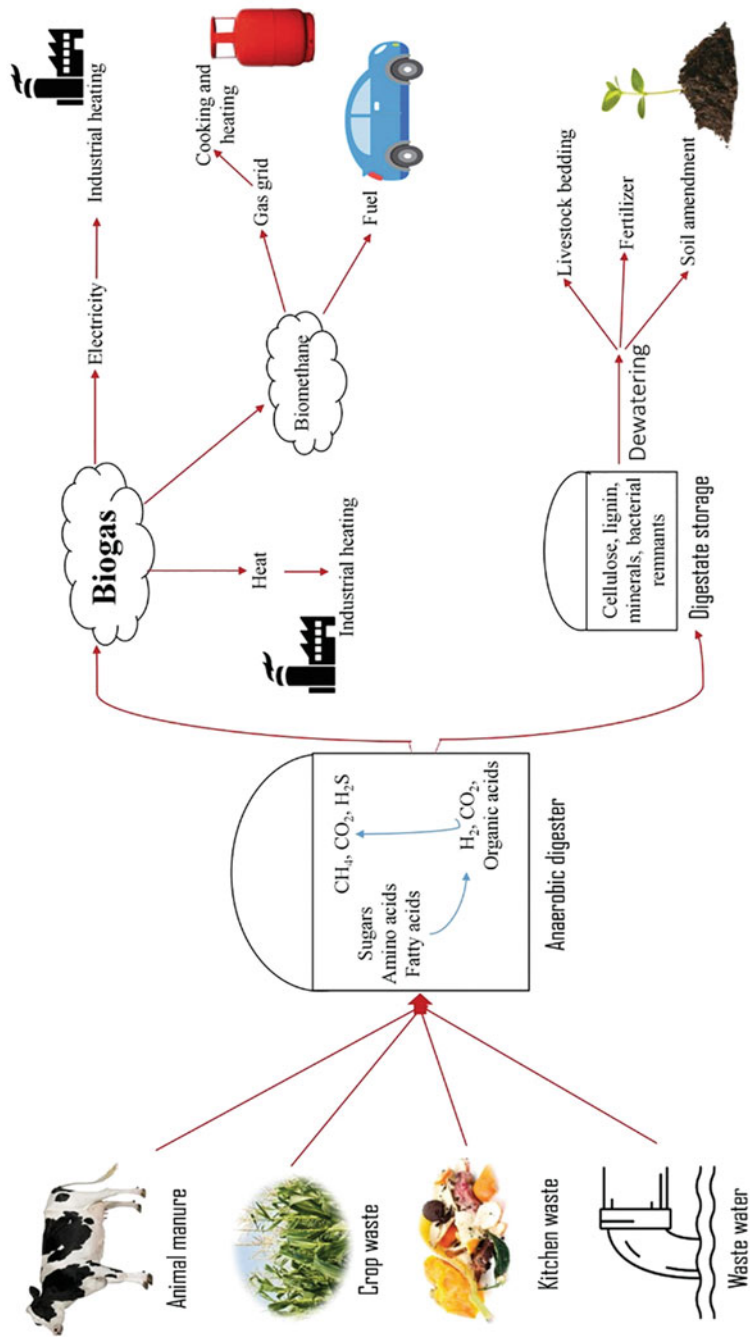 Animal manure
Crop waste
Kitchen waste
Waste water
Sugars
Amino acids
Fatty acids
H₂, CO₂,
Organic acids
CH₄, CO₂, H₂S
Anaerobic digester
Biogas
Electricity
Industrial heating
Heat
Industrial heating
Biomethane
Gas grid
Cooking and
heating
Fuel
Cellulose, lignin,
minerals, bacterial
remnants
Digestate storage
Dewatering
Livestock bedding
Fertilizer
Soil amendment